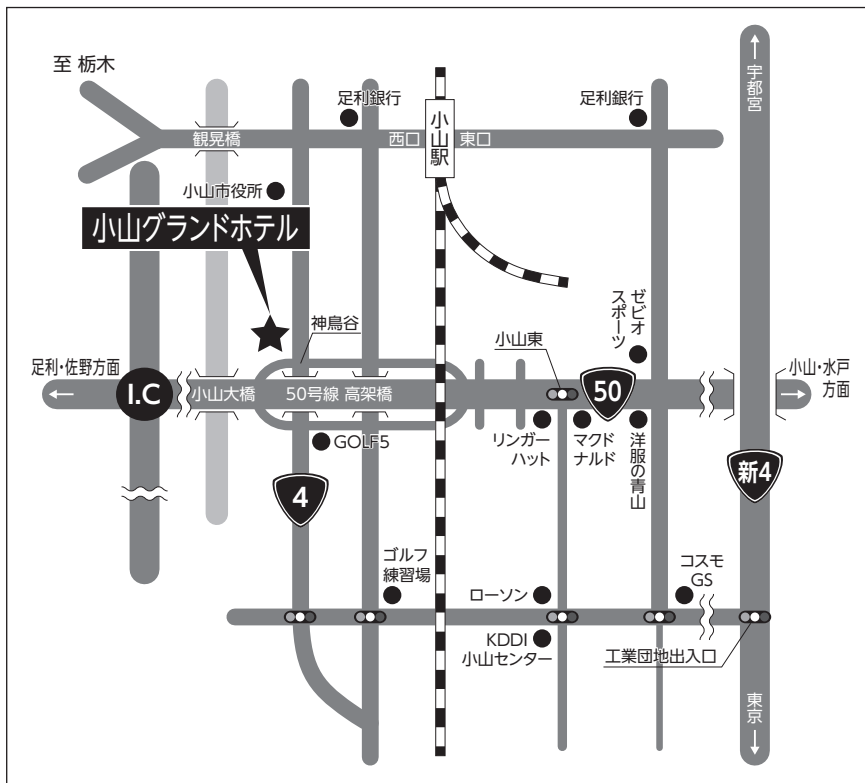 至 栃木
宇都宮
足利銀行
足利銀行
観晃橋
西口
小山駅
東口
小山市役所
小山グランドホテル
神鳥谷
小山東
ゼビオ
スポーツ
足利・佐野方面
小山・水戸
方面
I.C
小山大橋
50号線 高架橋
50
GOLF5
リンガー
ハット
マクド
ナルド
洋服の青山
4
新4
ゴルフ
練習場
ローソン
コスモ
GS
KDDI
小山センター
工業団地出入口
東京